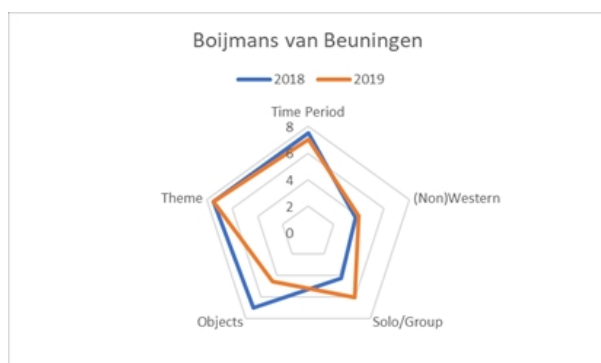 Boijmans van Beuningen
2018 2019
Time Period
8
6
(Non)Western
Theme
4
2
0
Objects
Solo/Group